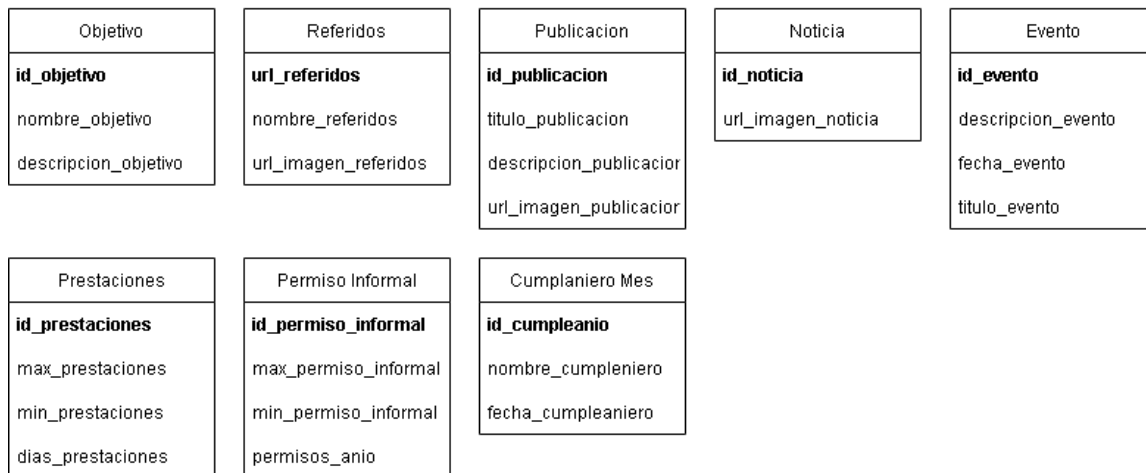 Objetivo
id_objetivo
nombre_objetivo
descripcion_objetivo
Referidos
url_referidos
nombre_referidos
url_imagen_referidos
Publicacion
id_publicacion
titulo_publicacion
descripcion_publicacior
url_imagen_publicacior
Noticia
id_noticia
url_imagen_noticia
Evento
id_evento
descripcion_evento
fecha_evento
titulo_evento
Prestaciones
id_prestaciones
max_prestaciones
min_prestaciones
dias_prestaciones
Permiso Informal
id_permiso_informal
max_permiso_informal
min_permiso_informal
permisos_anio
Cumplaniero Mes
id_cumpleanio
nombre_cumpleniero
fecha_cumpleaniero